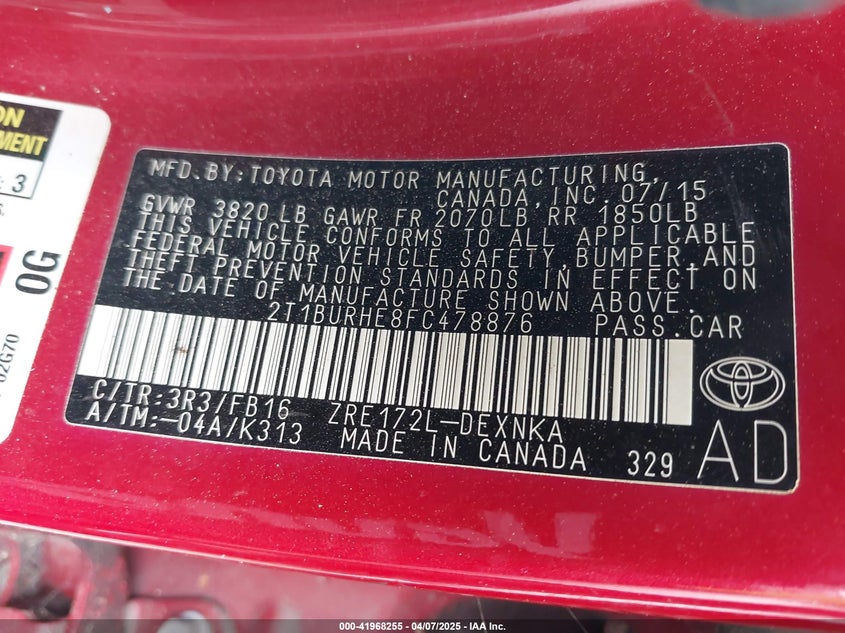 ON
MENT
: 3
S.
0G
02G70
MFD. BY: TOYOTA MOTOR MANUFACTURING,
CANADA, INC. 07/15
GVWR 3820 LB GAWR FR 2070LB RR 1850LB
THIS VEHICLE CONFORMS TO ALL APPLICABLE
FEDERAL MOTOR VEHICLE SAFETY, BUMPER, AND
THEFT PREVENTION STANDARDS IN EFFECT ON
THE DATE OF MANUFACTURE SHOWN ABOVE.
2T1BURHE8FC478876 PASS. CAR
C/TR: 3R3/FB16 ZRE172L-DEXNKA
A/TM: -04A/K313 MADE IN CANADA 329
AD
000-41968255 - 04/07/2025 - IAA Inc.